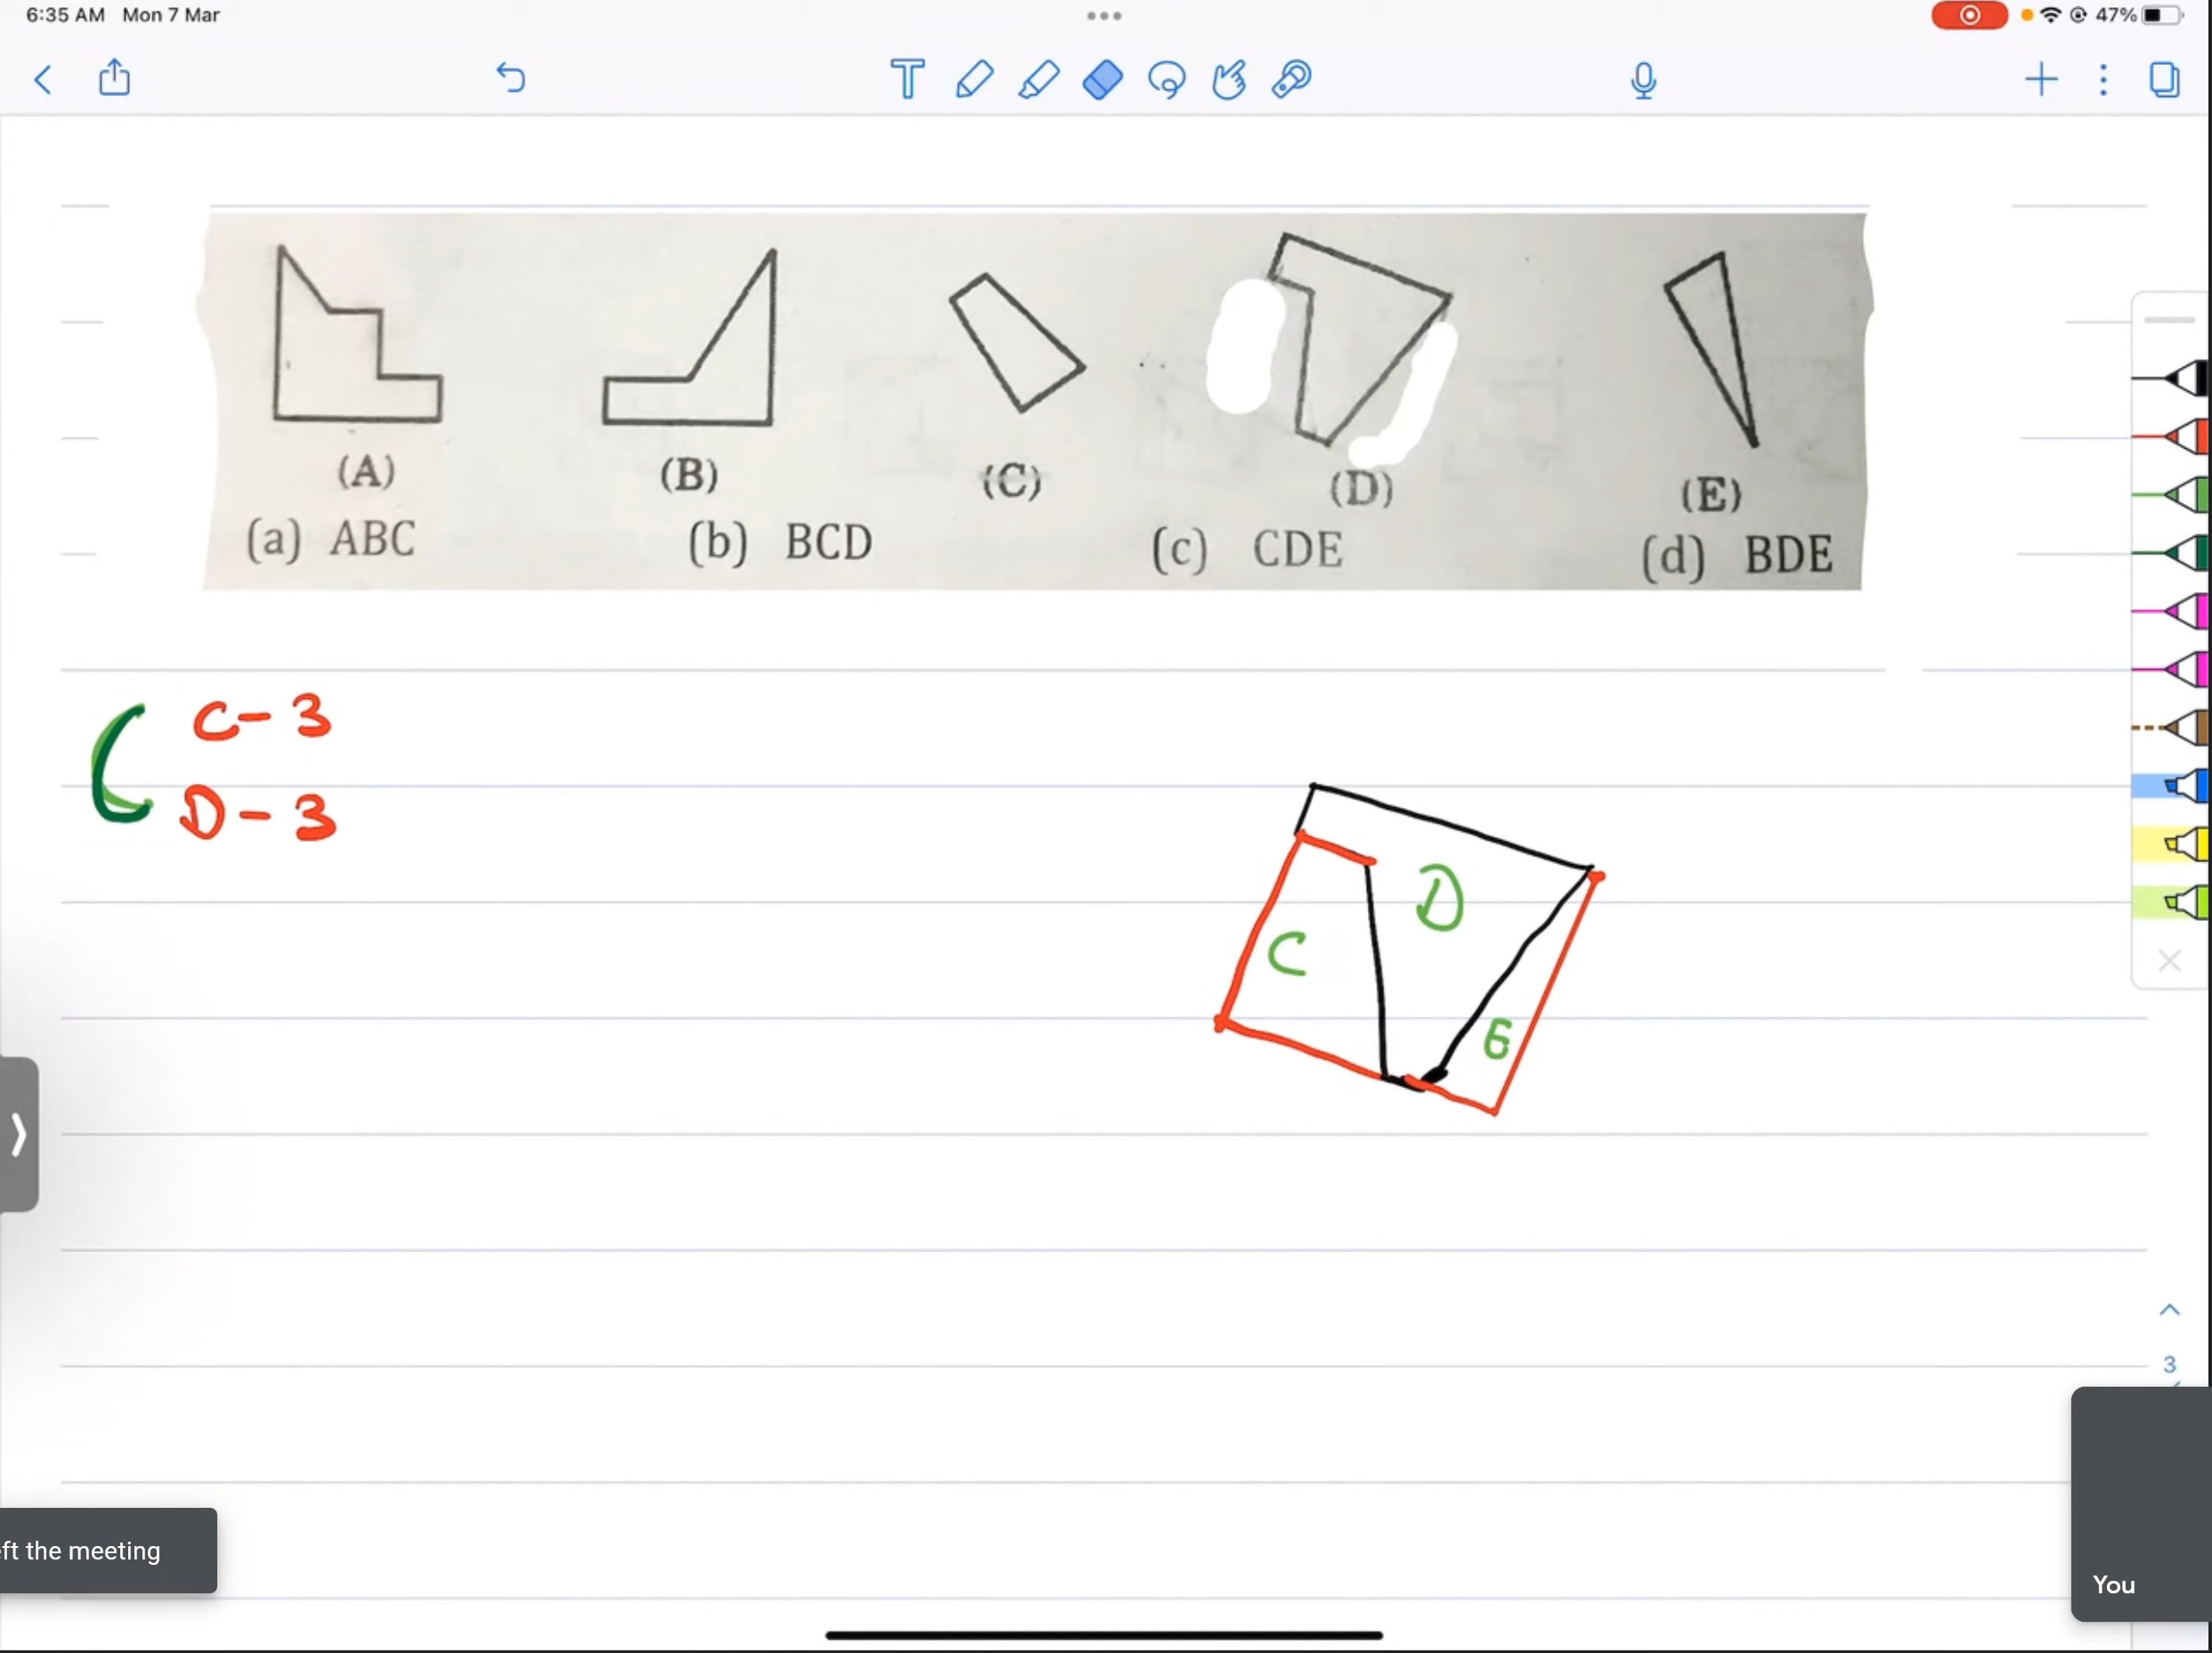 6:35 AM Mon 7 Mar
47%
(A) (B) (C) (D) (E)
(a) ABC (b) BCD (c) CDE (d) BDE
C- 3
D- 3
D
C
E
3
ft the meeting
You